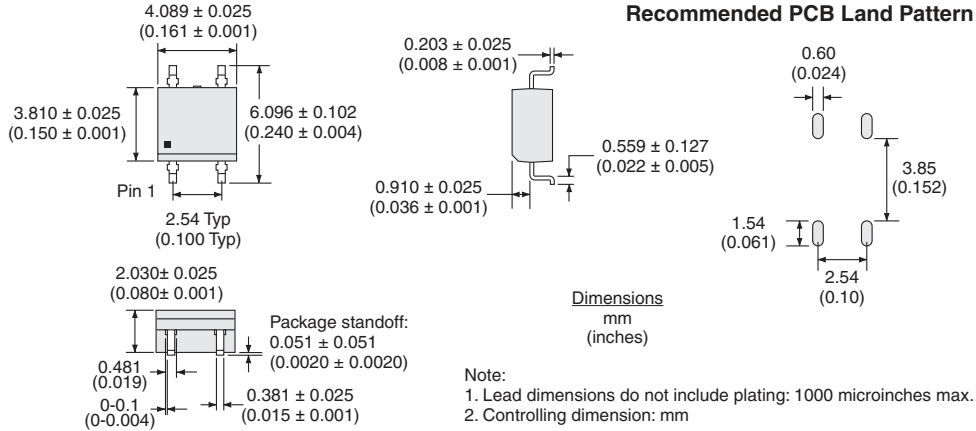 Recommended PCB Land Pattern
4.089 ± 0.025
(0.161 ± 0.001)
3.810 ± 0.025
(0.150 ± 0.001)
6.096 ± 0.102
(0.240 ± 0.004)
Pin 1
2.54 Typ
(0.100 Typ)
0.203 ± 0.025
(0.008 ± 0.001)
0.559 ± 0.127
(0.022 ± 0.005)
0.910 ± 0.025
(0.036 ± 0.001)
0.60
(0.024)
3.85
(0.152)
1.54
(0.061)
2.54
(0.10)
2.030± 0.025
(0.080± 0.001)
Package standoff:
0.051 ± 0.051
(0.0020 ± 0.0020)
0.481
(0.019)
0-0.1
(0-0.004)
0.381 ± 0.025
(0.015 ± 0.001)
Dimensions
mm
(inches)
Note:
1. Lead dimensions do not include plating: 1000 microinches max.
2. Controlling dimension: mm